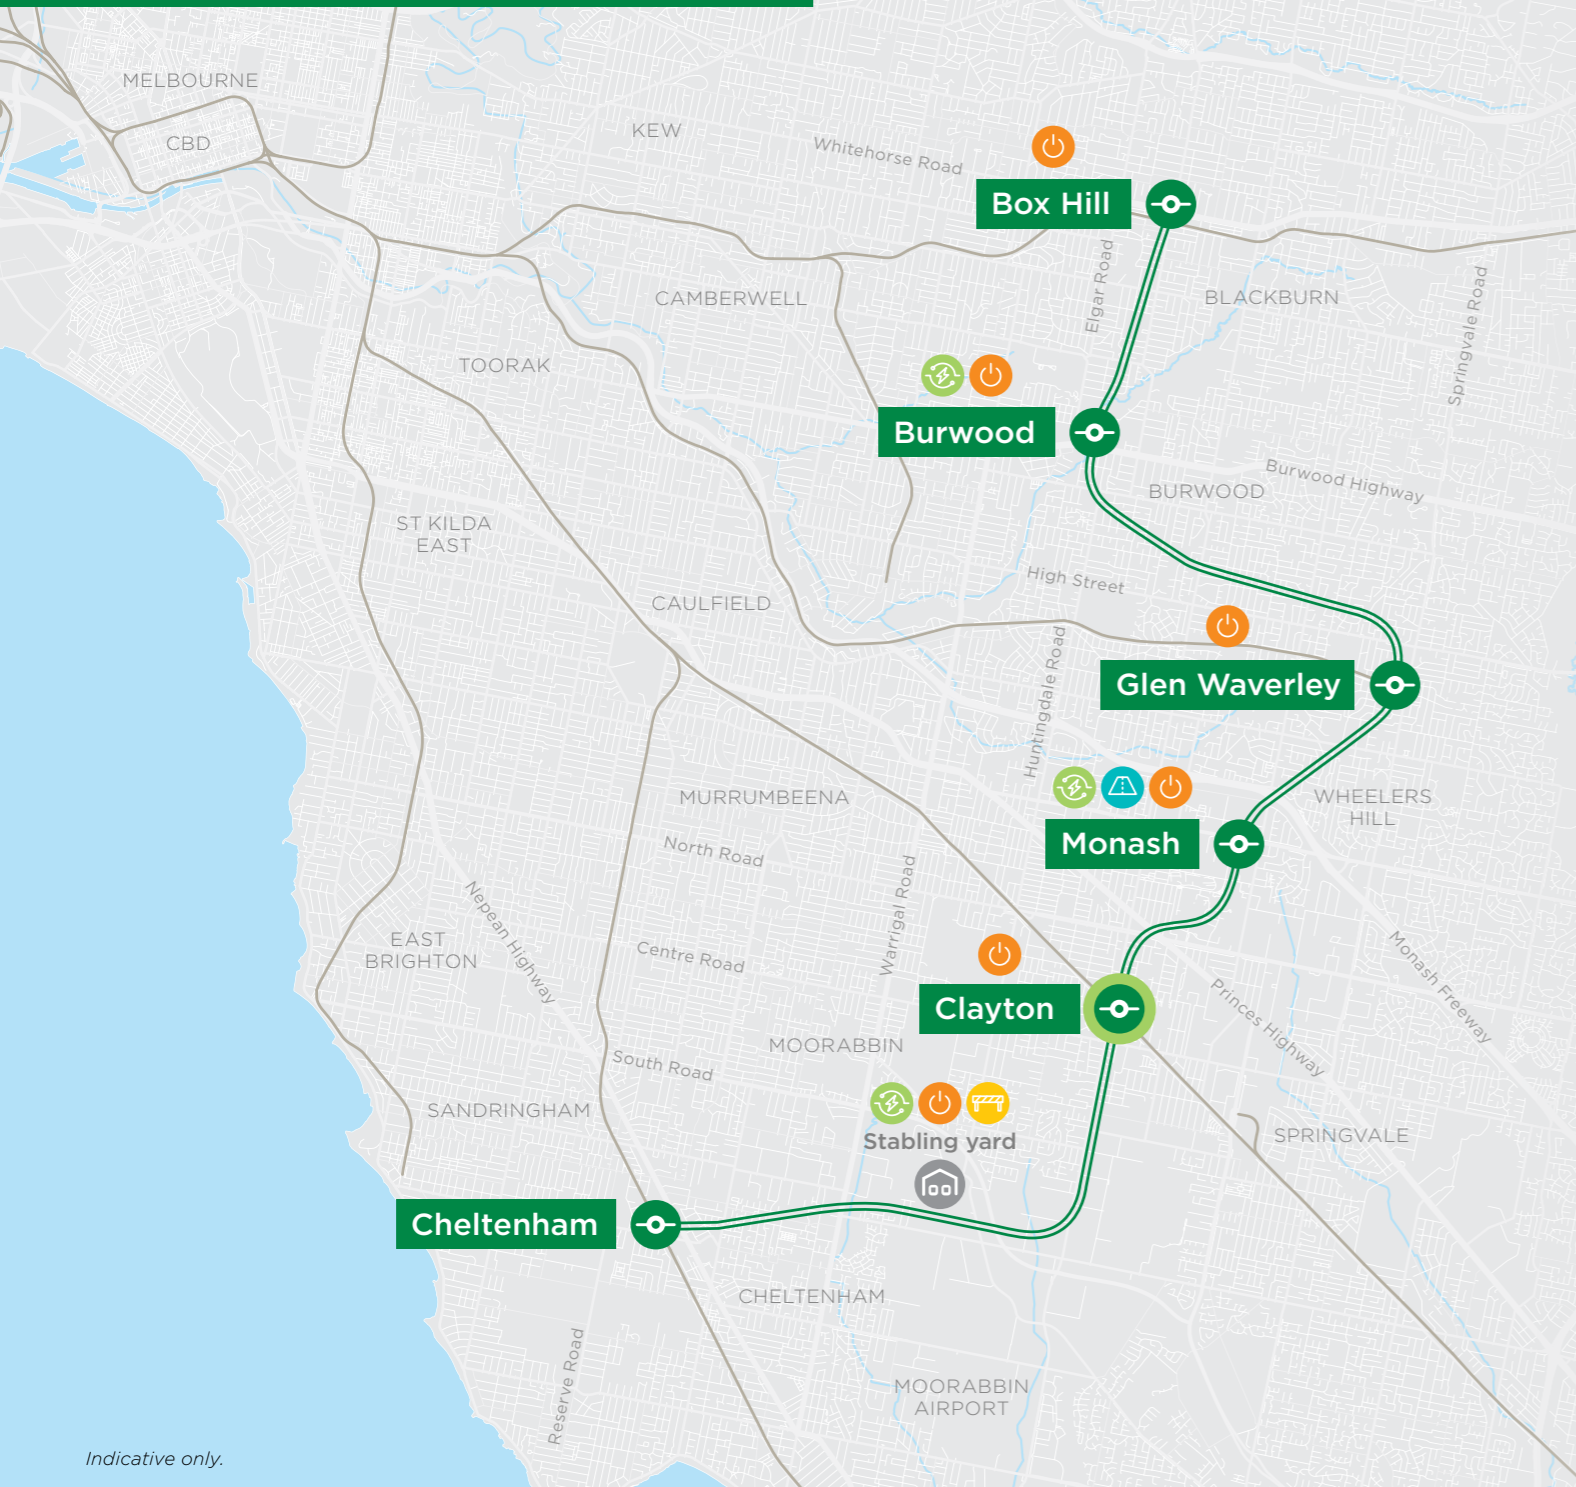 MELBOURNE
CBD
KEW
Whitehorse Road
Box Hill
Elgar Road
BLACKBURN
Springvale Road
CAMBERWELL
TOORAK
Burwood
BURWOOD
Burwood Highway
ST KILDA
EAST
High Street
CAULFIELD
Huntingdale Road
Glen Waverley
MURRUMBEENA
WHEELERS
HILL
North Road
Monash
Nepean Highway
Warrigal Road
EAST
BRIGHTON
Centre Road
Monash Freeway
Clayton
Princes Highway
MOORABBIN
South Road
SANDRINGHAM
Stabling yard
SPRINGVALE
Cheltenham
CHELTENHAM
Reserve Road
MOORABBIN
AIRPORT
Indicative only.